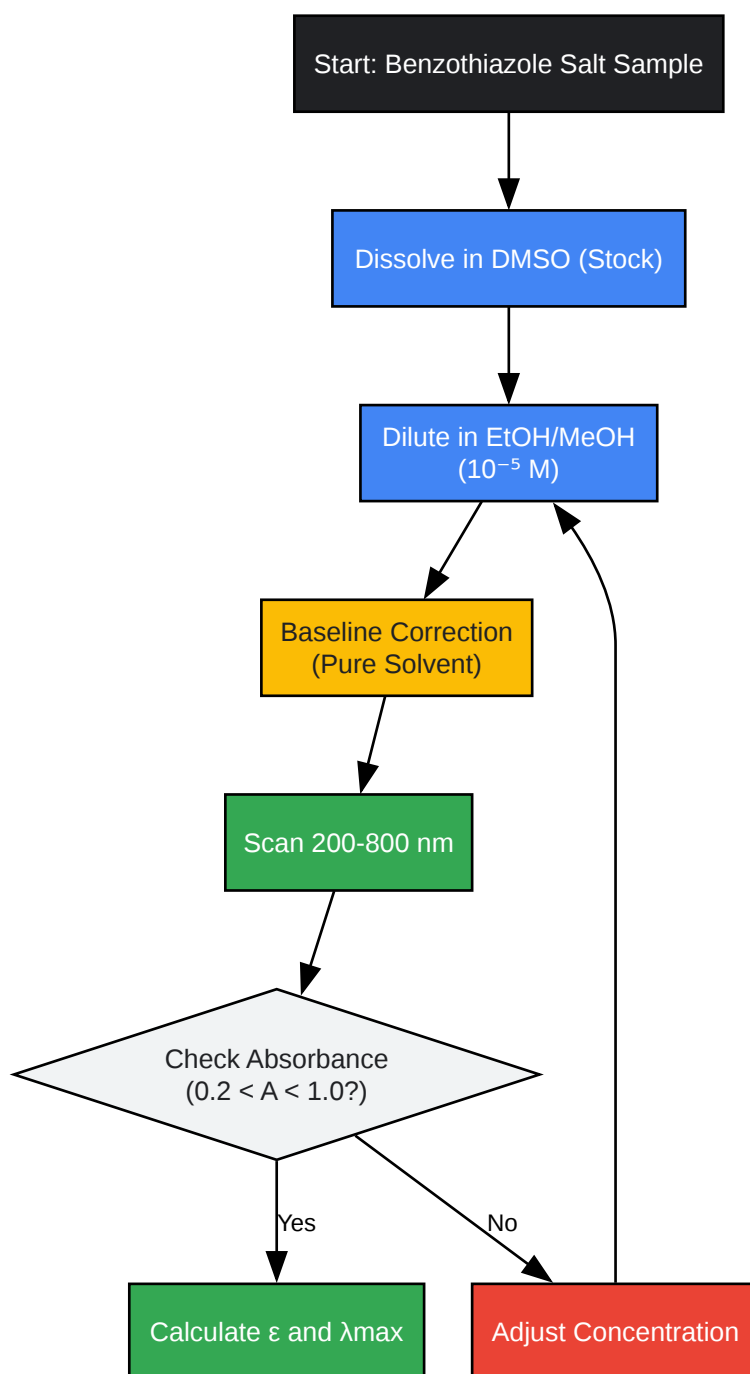 Start: Benzothiazole Salt Sample
Dissolve in DMSO (Stock)
Dilute in EtOH/MeOH
(10⁻⁵ M)
Baseline Correction
(Pure Solvent)
Scan 200-800 nm
Check Absorbance
(0.2 < A < 1.0?)
Yes
No
Calculate ε and λmax
Adjust Concentration